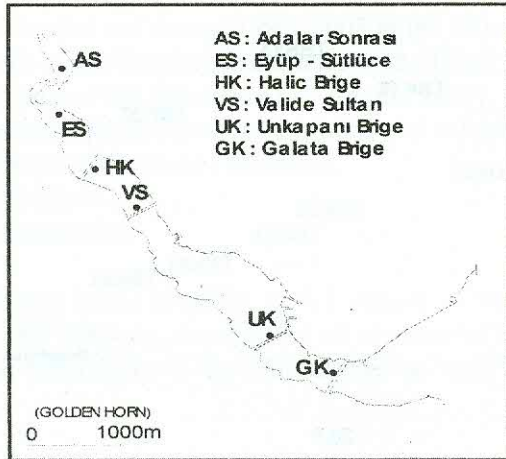 AS : Adalar Sonrası
ES : Eyüp - Sütlüce
HK : Halic Brige
VS : Valide Sultan
UK : Unkapanı Brige
GK : Galata Brige
AS
ES
HK
VS
UK
GK
(GOLDEN HORN)
0 1000m